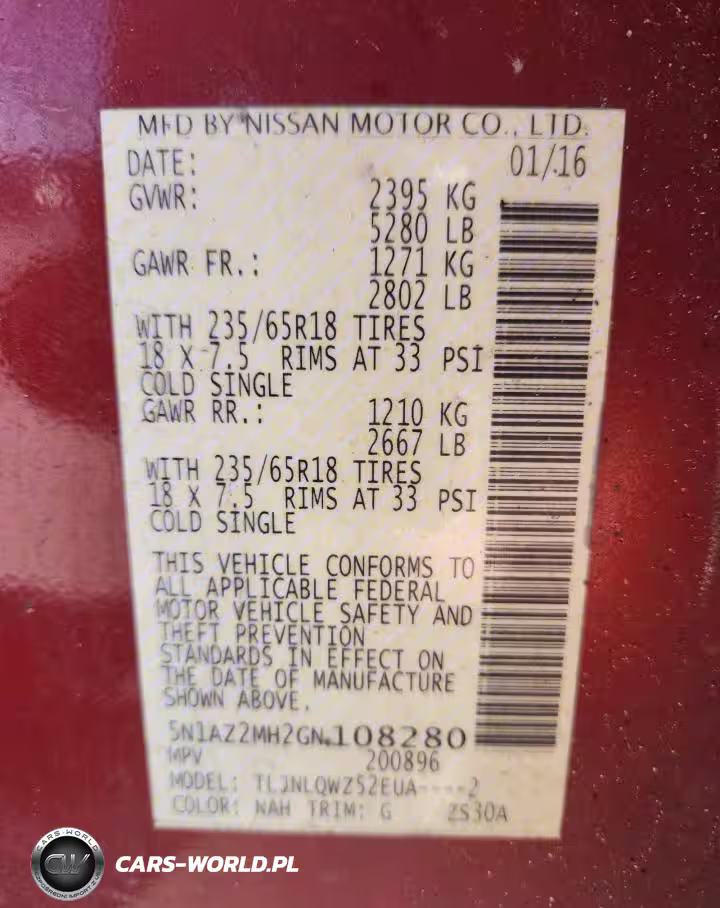 MFD BY NISSAN MOTOR CO., LTD.
DATE: 01/16
GVWR: 2395 KG
5280 LB
GAWR FR.: 1271 KG
2802 LB
WITH 235/65R18 TIRES
18 X 7.5 RIMS AT 33 PSI
COLD SINGLE
GAWR RR.: 1210 KG
2667 LB
WITH 235/65R18 TIRES
18 X 7.5 RIMS AT 33 PSI
COLD SINGLE
THIS VEHICLE CONFORMS TO
ALL APPLICABLE FEDERAL
MOTOR VEHICLE SAFETY AND
THEFT PREVENTION
STANDARDS IN EFFECT ON
THE DATE OF MANUFACTURE
SHOWN ABOVE.
5N1AZ2MH2GN108280
MPV 200896
MODEL: TLJNLQWZ52EUA----2
COLOR: NAH TRIM: G ZS30A
CARS-WORLD
CW
CARS-WORLD.PL